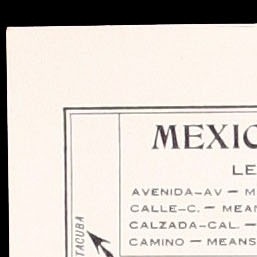 MEXIC
LE
AVENIDA-AV — M
CALLE-C. — MEAN
CALZADA-CAL. —
CAMINO — MEANS
TACUBA